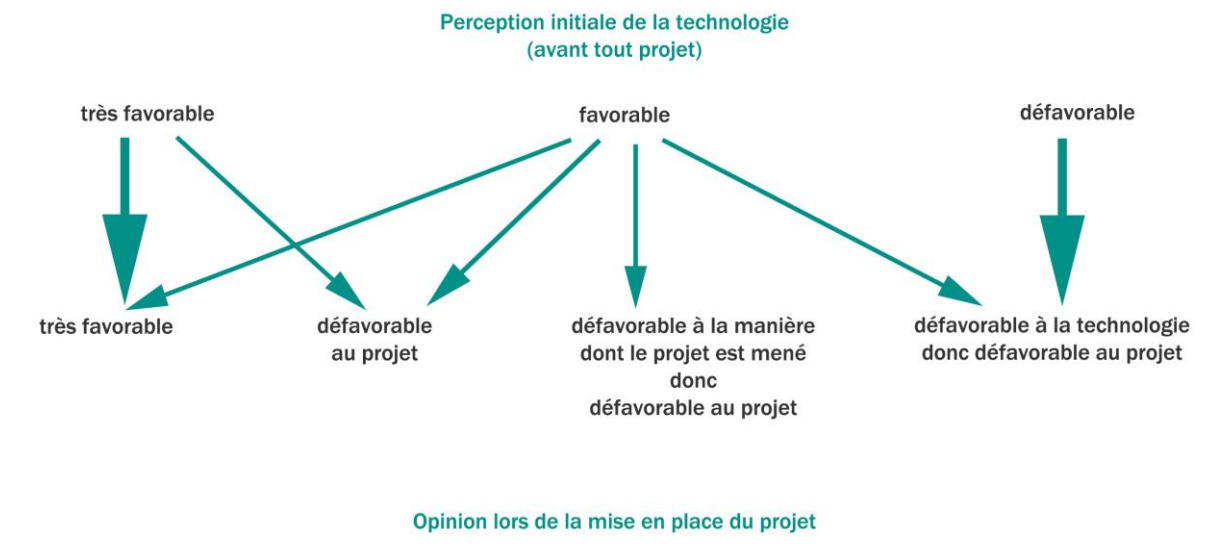 Perception initiale de la technologie
(avant tout projet)
très favorable
favorable
défavorable
très favorable
défavorable
au projet
défavorable à la manière
dont le projet est mené
donc
défavorable au projet
défavorable à la technologie
donc défavorable au projet
Opinion lors de la mise en place du projet